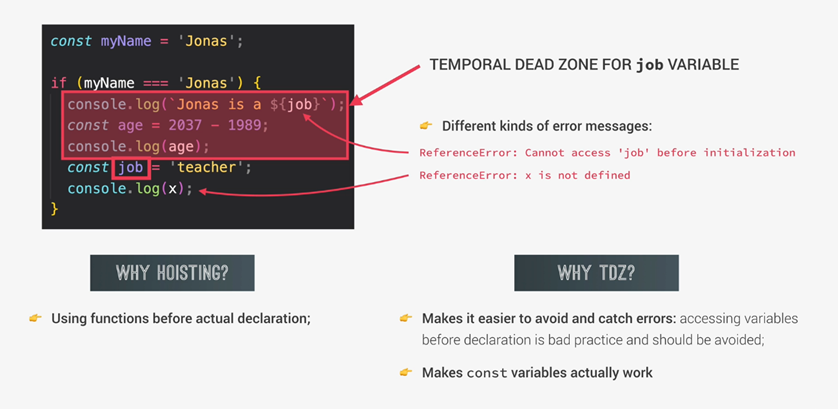 const myName = 'Jonas';
if (myName === 'Jonas') {
console.log(`Jonas is a ${job}`);
const age = 2037 - 1989;
console.log(age);
const job = 'teacher';
console.log(x);
}
TEMPORAL DEAD ZONE FOR job VARIABLE
👉 Different kinds of error messages:
ReferenceError: Cannot access 'job' before initialization
ReferenceError: x is not defined
WHY HOISTING?
👉 Using functions before actual declaration;
WHY TDZ?
👉 Makes it easier to avoid and catch errors: accessing variables
before declaration is bad practice and should be avoided;
👉 Makes const variables actually work